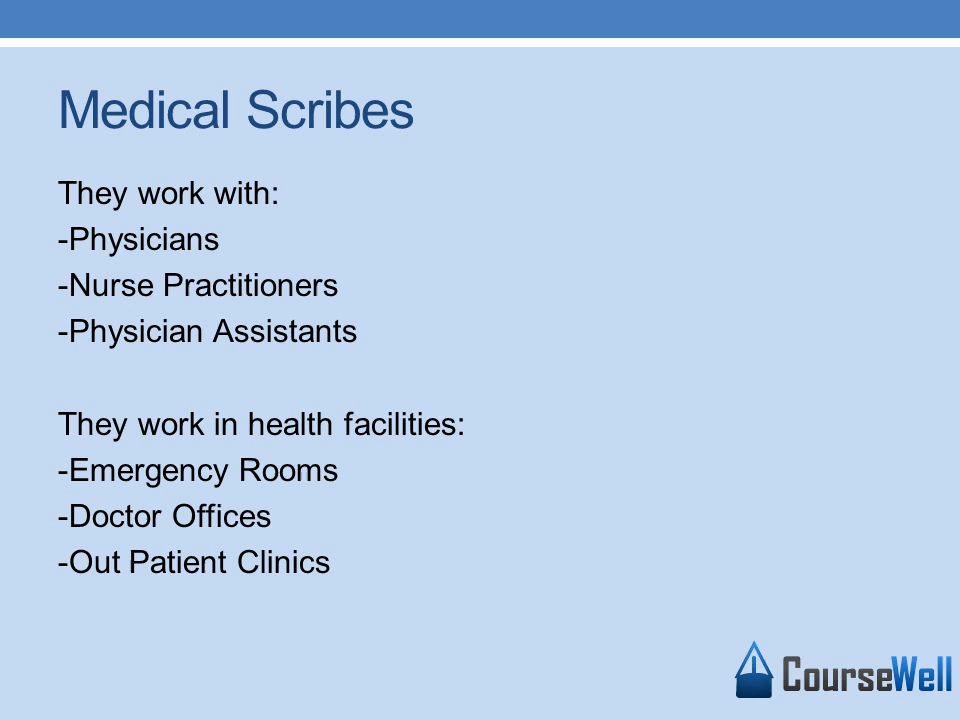 Medical Scribes
They work with:
-Physicians
-Nurse Practitioners
-Physician Assistants
They work in health facilities:
-Emergency Rooms
-Doctor Offices
-Out Patient Clinics
CourseWell